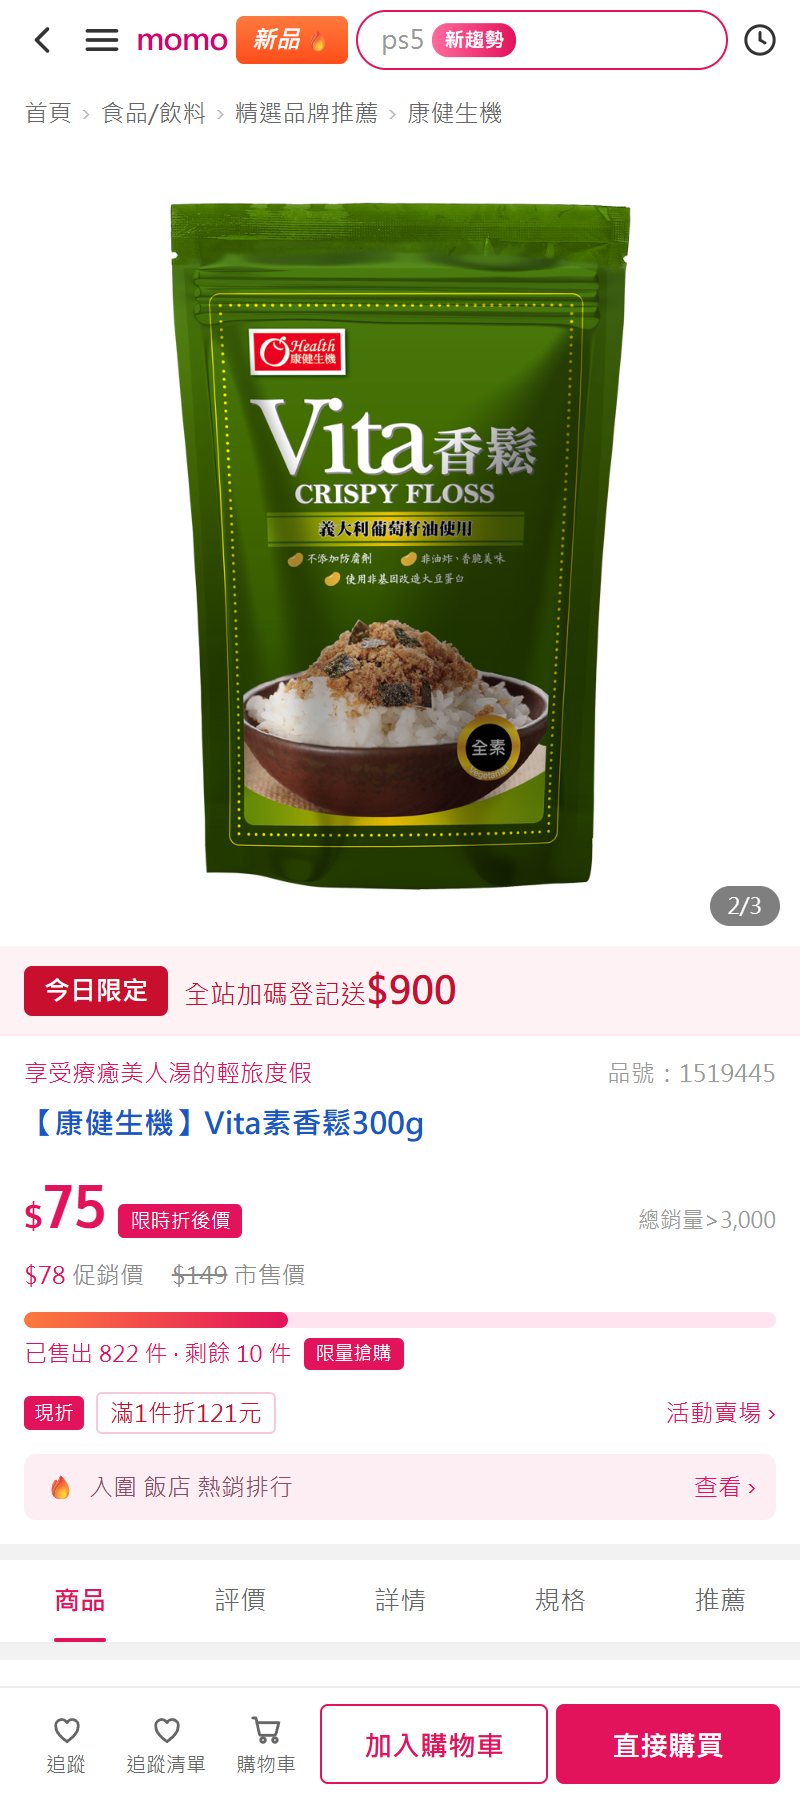 momo 新品 ps5 新趨勢
首頁 › 食品/飲料 › 精選品牌推薦 › 康健生機
Health
康健生機
Vita香鬆
CRISPY FLOSS
義大利葡萄籽油使用
不添加防腐劑 非油炸、香脆美味
使用非基因改造大豆蛋白
全素
Vegetarian
2/3
今日限定 全站加碼登記送$900
享受療癒美人湯的輕旅度假 品號：1519445
【康健生機】Vita素香鬆300g
$75 限時折後價 總銷量>3,000
$78 促銷價 $149 市售價
已售出 822 件 · 剩餘 10 件 限量搶購
現折 滿1件折121元 活動賣場 ›
入圍 飯店 熱銷排行 查看 ›
商品 評價 詳情 規格 推薦
追蹤 追蹤清單 購物車 加入購物車 直接購買